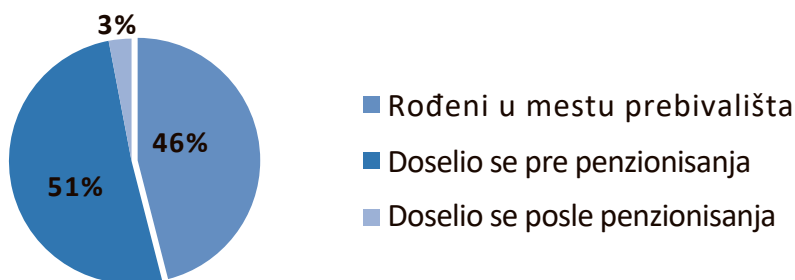 3%
46%
51%
Rođeni u mestu prebivališta
Doselio se pre penzionisanja
Doselio se posle penzionisanja